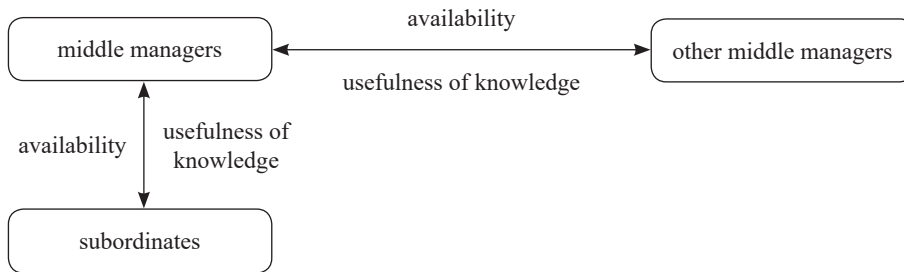 availability
middle managers
other middle managers
usefulness of knowledge
availability
usefulness of
knowledge
subordinates